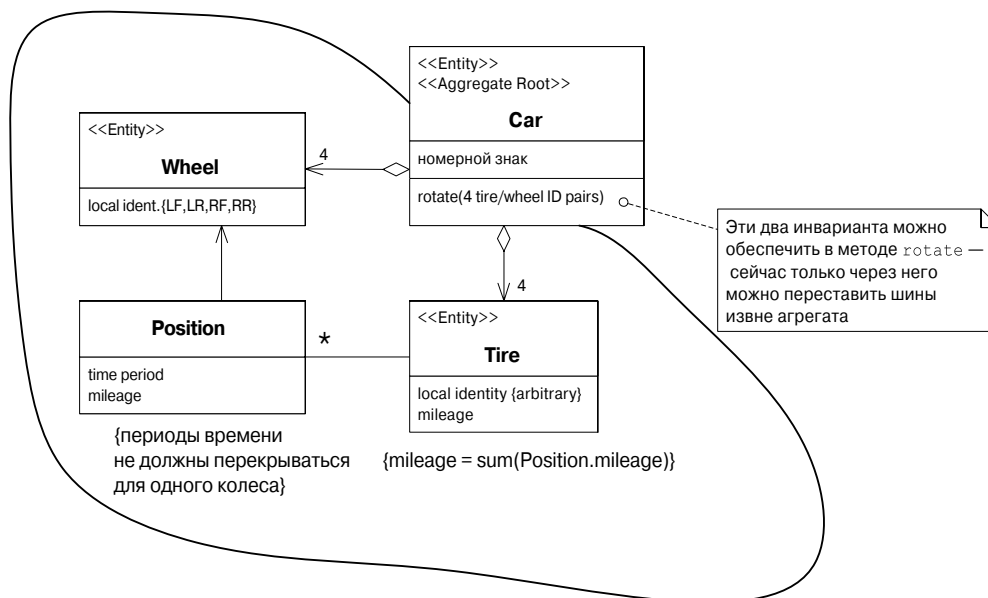 <<Entity>>
<<Aggregate Root>>
Car
номерной знак
rotate(4 tire/wheel ID pairs)
<<Entity>>
Wheel
local ident.{LF,LR,RF,RR}
4
Эти два инварианта можно
обеспечить в методе rotate —
сейчас только через него
можно переставить шины
извне агрегата
4
Position
time period
mileage
*
<<Entity>>
Tire
local identity {arbitrary}
mileage
{периоды времени
не должны перекрываться
для одного колеса}
{mileage = sum(Position.mileage)}